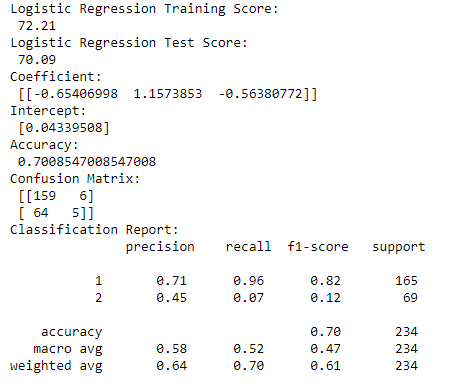 Logistic Regression Training Score:
72.21
Logistic Regression Test Score:
70.09
Coefficient:
[[-0.65406998  1.1573853  -0.56380772]]
Intercept:
[0.04339508]
Accuracy:
0.7008547008547008
Confusion Matrix:
[[159   6]
[ 64   5]]
Classification Report:
precision    recall  f1-score   support
1       0.71      0.96      0.82       165
2       0.45      0.07      0.12        69
accuracy                           0.70       234
macro avg       0.58      0.52      0.47       234
weighted avg       0.64      0.70      0.61       234